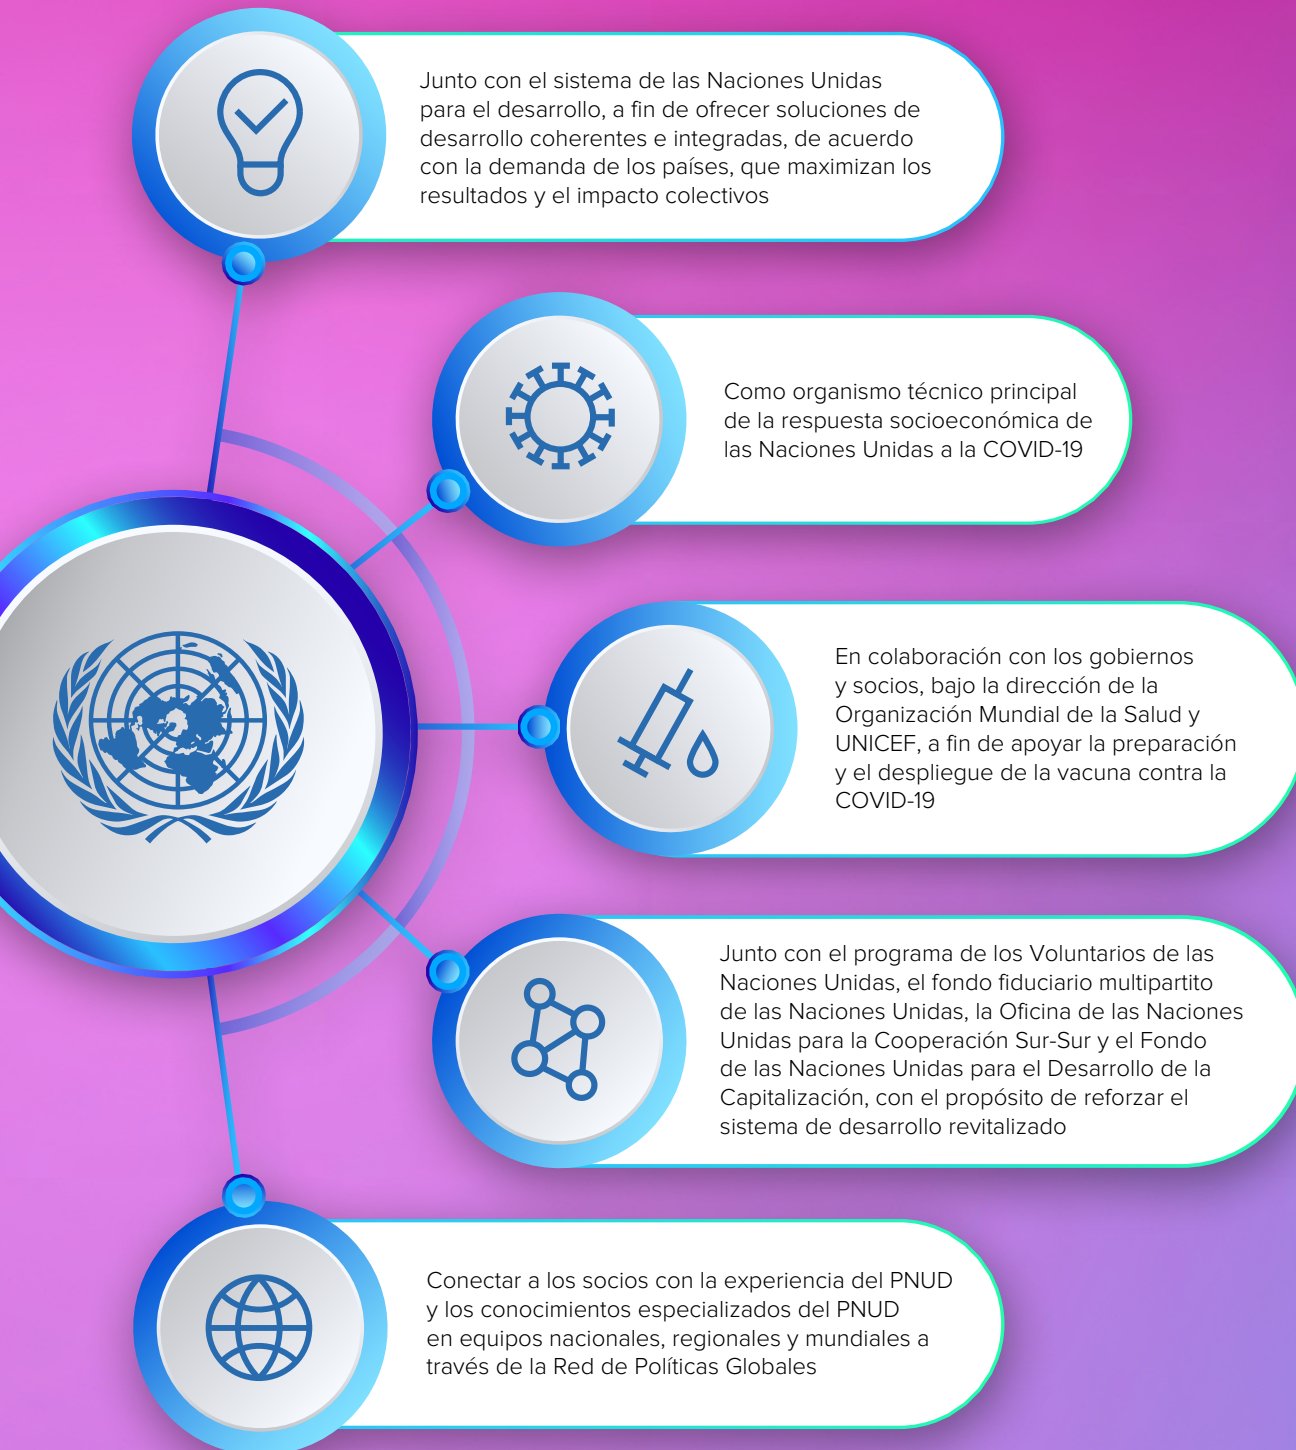 Junto con el sistema de las Naciones Unidas
para el desarrollo, a fin de ofrecer soluciones de
desarrollo coherentes e integradas, de acuerdo
con la demanda de los países, que maximizan los
resultados y el impacto colectivos
Como organismo técnico principal
de la respuesta socioeconómica de
las Naciones Unidas a la COVID-19
En colaboración con los gobiernos
y socios, bajo la dirección de la
Organización Mundial de la Salud y
UNICEF, a fin de apoyar la preparación
y el despliegue de la vacuna contra la
COVID-19
Junto con el programa de los Voluntarios de las
Naciones Unidas, el fondo fiduciario multipartito
de las Naciones Unidas, la Oficina de las Naciones
Unidas para la Cooperación Sur-Sur y el Fondo
de las Naciones Unidas para el Desarrollo de la
Capitalización, con el propósito de reforzar el
sistema de desarrollo revitalizado
Conectar a los socios con la experiencia del PNUD
y los conocimientos especializados del PNUD
en equipos nacionales, regionales y mundiales a
través de la Red de Políticas Globales